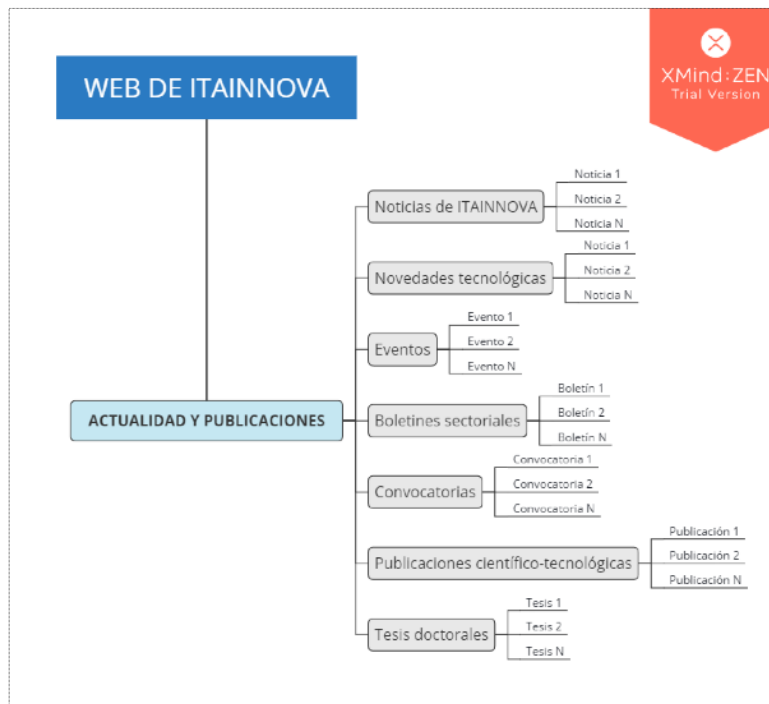 XMind:ZEN
Trial Version
WEB DE ITAINNOVA
Noticias de ITAINNOVA
Noticia 1
Noticia 2
Noticia N
Novedades tecnológicas
Noticia 1
Noticia 2
Noticia N
Eventos
Evento 1
Evento 2
Evento N
ACTUALIDAD Y PUBLICACIONES
Boletines sectoriales
Boletín 1
Boletín 2
Boletín N
Convocatorias
Convocatoria 1
Convocatoria 2
Convocatoria N
Publicaciones científico-tecnológicas
Publicación 1
Publicación 2
Publicación N
Tesis doctorales
Tesis 1
Tesis 2
Tesis N